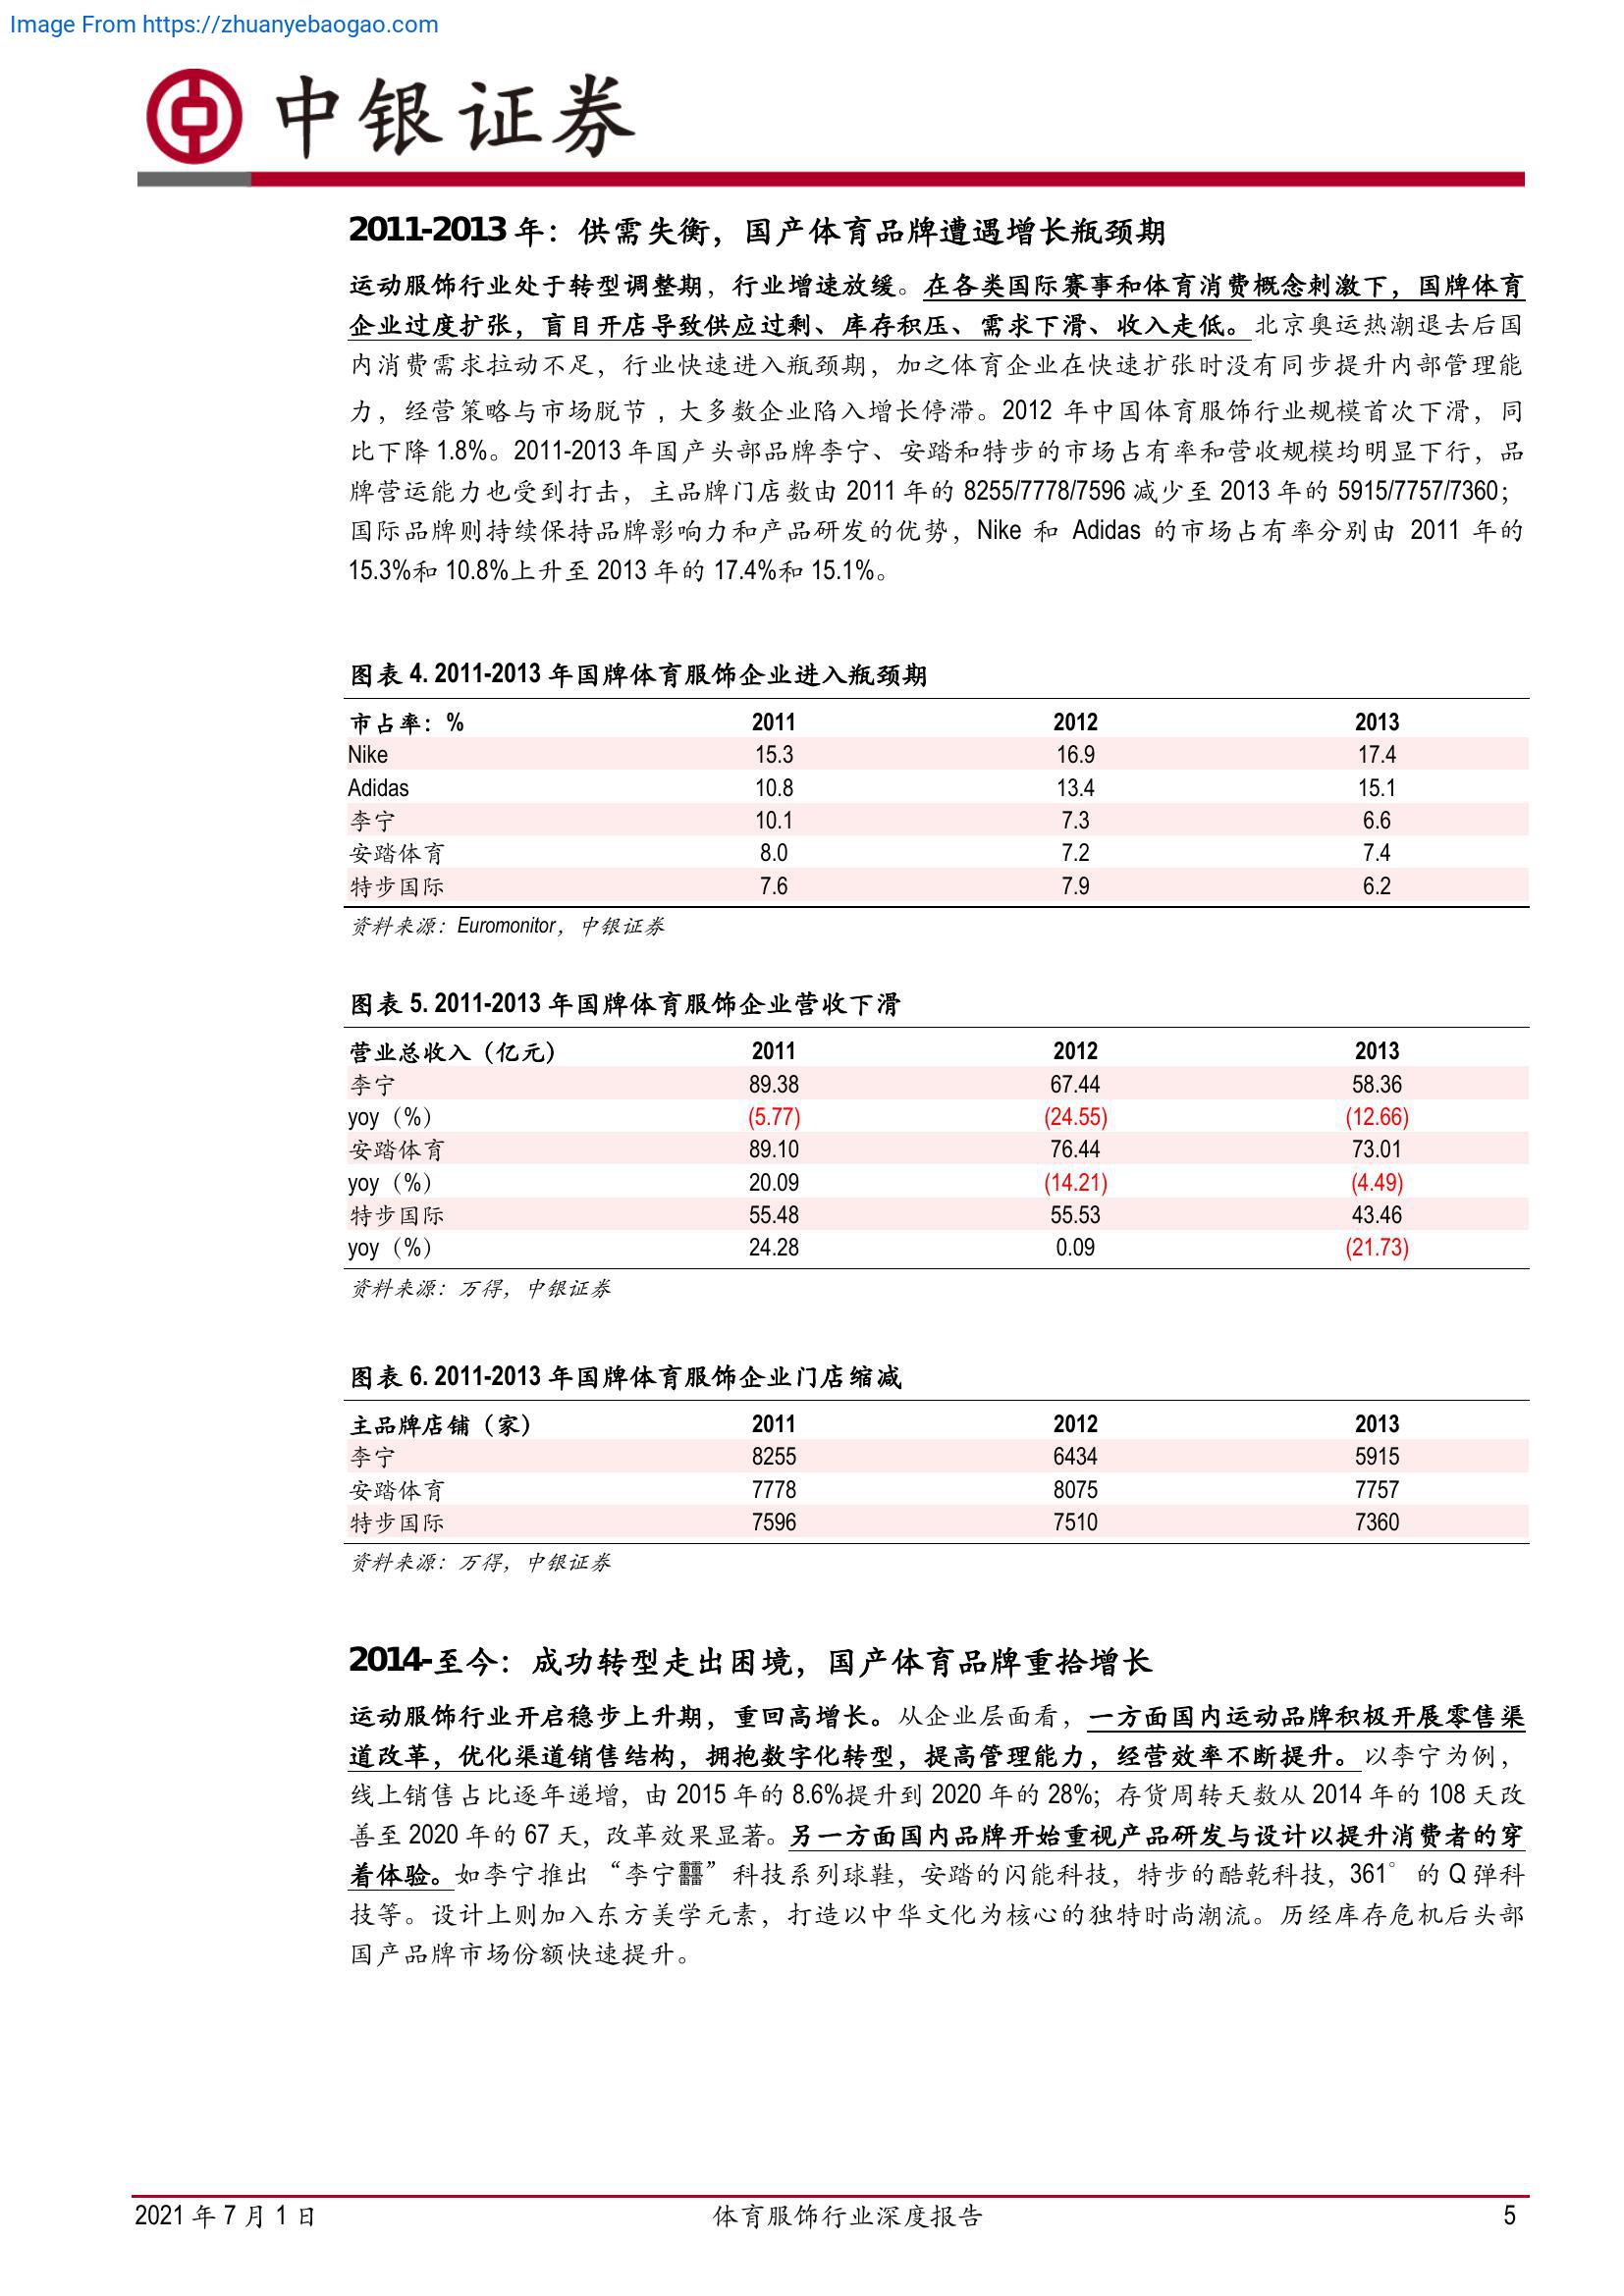 Image From https://zhuanyebaogao.com
中银证券
2011-2013 年：供需失衡，国产体育品牌遭遇增长瓶颈期
运动服饰行业处于转型调整期，行业增速放缓。在各类国际赛事和体育消费概念刺激下，国牌体育
企业过度扩张，盲目开店导致供应过剩、库存积压、需求下滑、收入走低。北京奥运热潮退去后国
内消费需求拉动不足，行业快速进入瓶颈期，加之体育企业在快速扩张时没有同步提升内部管理能
力，经营策略与市场脱节，大多数企业陷入增长停滞。2012 年中国体育服饰行业规模首次下滑，同
比下降 1.8%。2011-2013 年国产头部品牌李宁、安踏和特步的市场占有率和营收规模均明显下行，品
牌营运能力也受到打击，主品牌门店数由 2011 年的 8255/7778/7596 减少至 2013 年的 5915/7757/7360；
国际品牌则持续保持品牌影响力和产品研发的优势，Nike 和 Adidas 的市场占有率分别由 2011 年的
15.3%和 10.8%上升至 2013 年的 17.4%和 15.1%。
图表 4. 2011-2013 年国牌体育服饰企业进入瓶颈期
市占率：% 2011 2012 2013
Nike 15.3 16.9 17.4
Adidas 10.8 13.4 15.1
李宁 10.1 7.3 6.6
安踏体育 8.0 7.2 7.4
特步国际 7.6 7.9 6.2
资料来源：Euromonitor，中银证券
图表 5. 2011-2013 年国牌体育服饰企业营收下滑
营业总收入（亿元） 2011 2012 2013
李宁 89.38 67.44 58.36
yoy（%） (5.77) (24.55) (12.66)
安踏体育 89.10 76.44 73.01
yoy（%） 20.09 (14.21) (4.49)
特步国际 55.48 55.53 43.46
yoy（%） 24.28 0.09 (21.73)
资料来源：万得，中银证券
图表 6. 2011-2013 年国牌体育服饰企业门店缩减
主品牌店铺（家） 2011 2012 2013
李宁 8255 6434 5915
安踏体育 7778 8075 7757
特步国际 7596 7510 7360
资料来源：万得，中银证券
2014-至今：成功转型走出困境，国产体育品牌重拾增长
运动服饰行业开启稳步上升期，重回高增长。从企业层面看，一方面国内运动品牌积极开展零售渠
道改革，优化渠道销售结构，拥抱数字化转型，提高管理能力，经营效率不断提升。以李宁为例，
线上销售占比逐年递增，由 2015 年的 8.6%提升到 2020 年的 28%；存货周转天数从 2014 年的 108 天改
善至 2020 年的 67 天，改革效果显著。另一方面国内品牌开始重视产品研发与设计以提升消费者的穿
着体验。如李宁推出 “李宁䨻” 科技系列球鞋，安踏的闪能科技，特步的酷乾科技，361° 的 Q 弹科
技等。设计上则加入东方美学元素，打造以中华文化为核心的独特时尚潮流。历经库存危机后头部
国产品牌市场份额快速提升。
2021 年 7 月 1 日 体育服饰行业深度报告 5